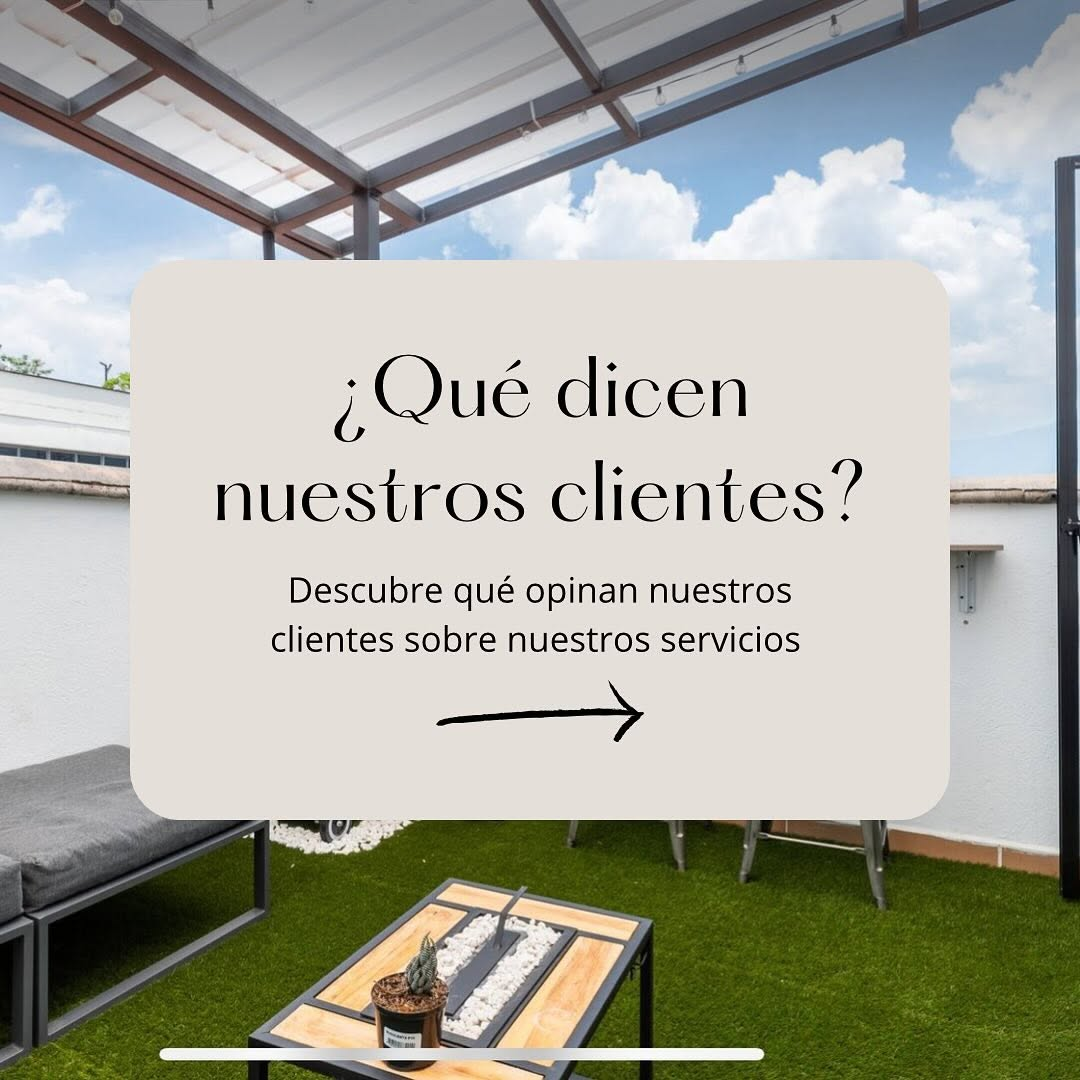 ¿Qué dicen
nuestros clientes?
Descubre qué opinan nuestros
clientes sobre nuestros servicios